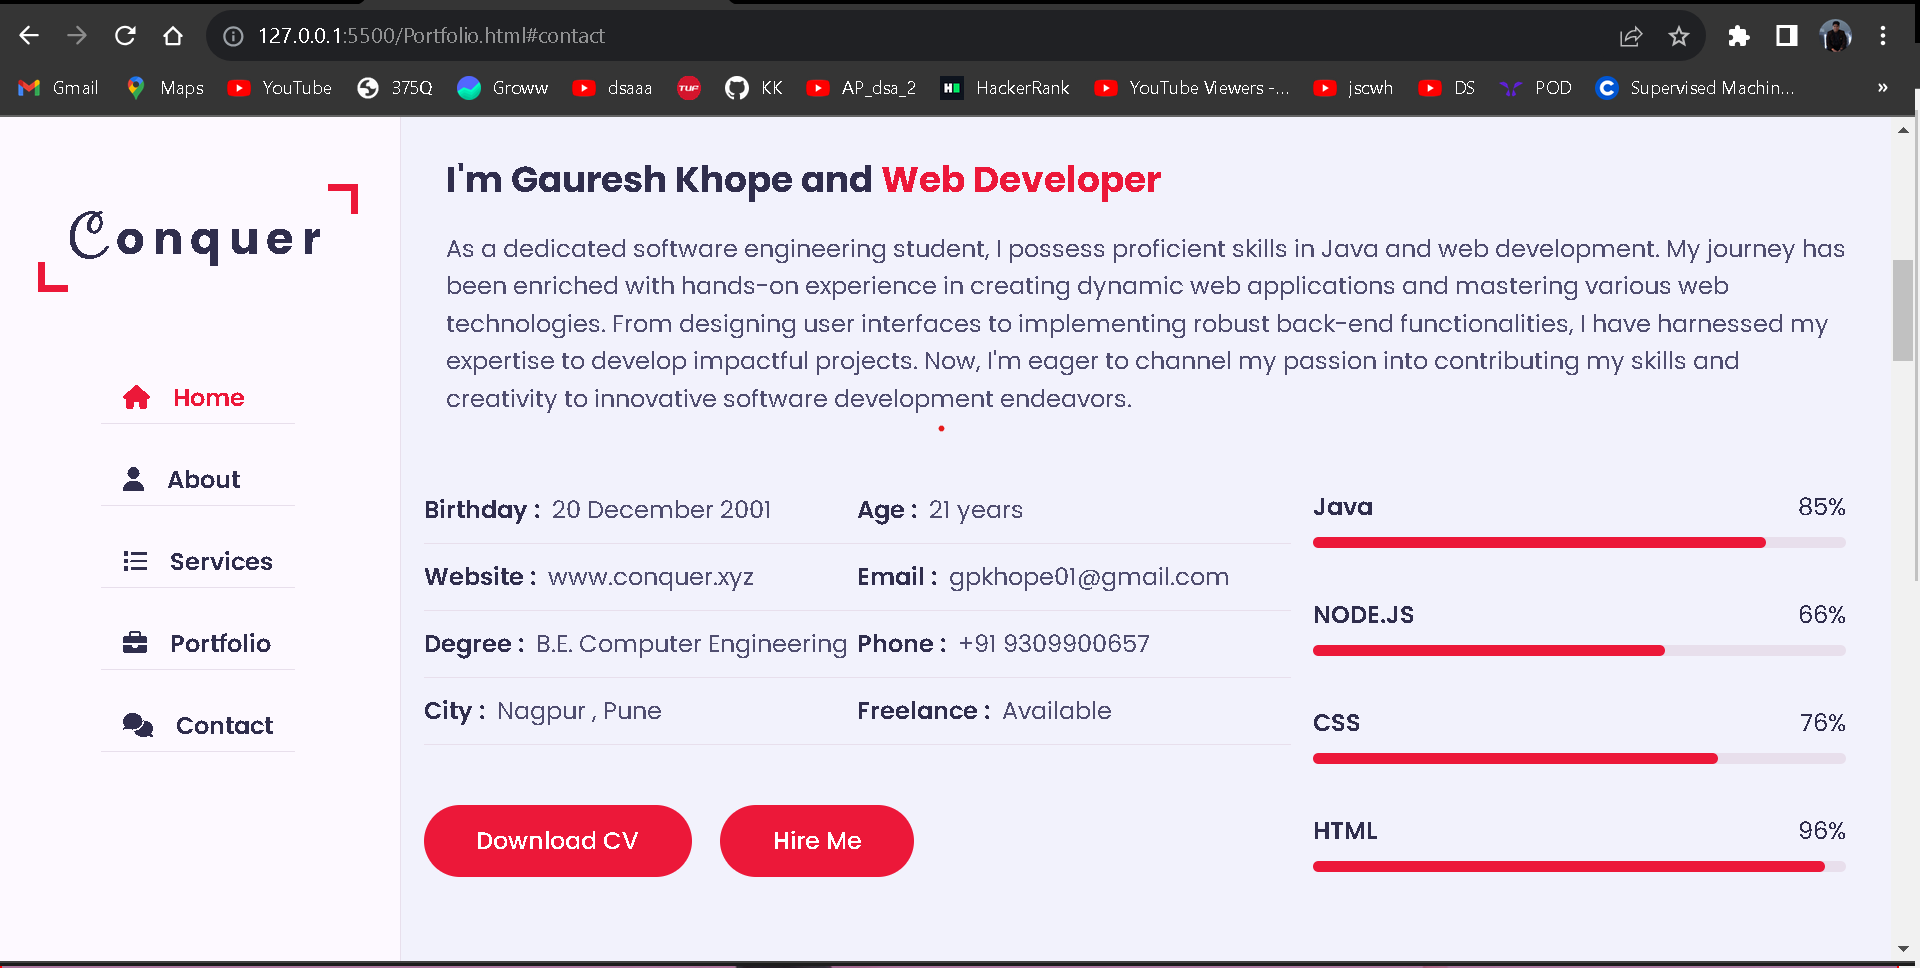 127.0.0.1:5500/Portfolio.html#contact
Gmail Maps YouTube 375Q Groww dsaaa TUF KK AP_dsa_2 HackerRank YouTube Viewers -... jscwh DS POD Supervised Machin... »
Conquer
Home
About
Services
Portfolio
Contact
I'm Gauresh Khope and Web Developer
As a dedicated software engineering student, I possess proficient skills in Java and web development. My journey has
been enriched with hands-on experience in creating dynamic web applications and mastering various web
technologies. From designing user interfaces to implementing robust back-end functionalities, I have harnessed my
expertise to develop impactful projects. Now, I'm eager to channel my passion into contributing my skills and
creativity to innovative software development endeavors.
Birthday : 20 December 2001 Age : 21 years
Website : www.conquer.xyz Email : gpkhope01@gmail.com
Degree : B.E. Computer Engineering Phone : +91 9309900657
City : Nagpur , Pune Freelance : Available
Download CV Hire Me
Java 85%
NODE.JS 66%
CSS 76%
HTML 96%